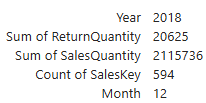 Year 2018
Sum of ReturnQuantity 20625
Sum of SalesQuantity 2115736
Count of SalesKey 594
Month 12